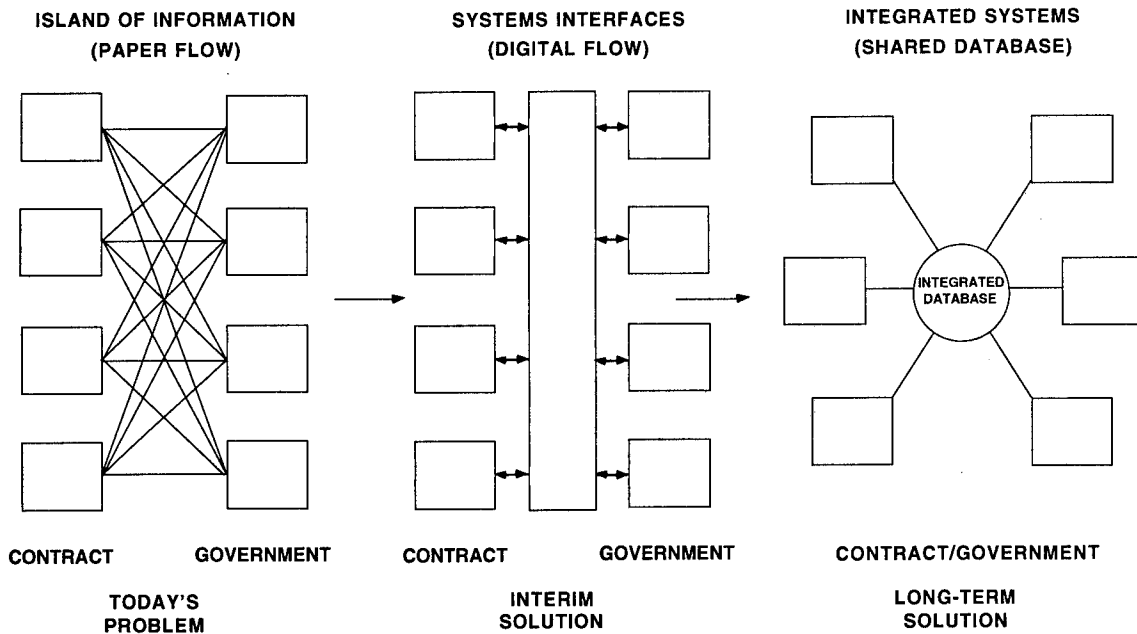 ISLAND OF INFORMATION
(PAPER FLOW)
SYSTEMS INTERFACES
(DIGITAL FLOW)
INTEGRATED SYSTEMS
(SHARED DATABASE)
INTEGRATED
DATABASE
CONTRACT
GOVERNMENT
CONTRACT
GOVERNMENT
CONTRACT/GOVERNMENT
TODAY'S
PROBLEM
INTERIM
SOLUTION
LONG-TERM
SOLUTION